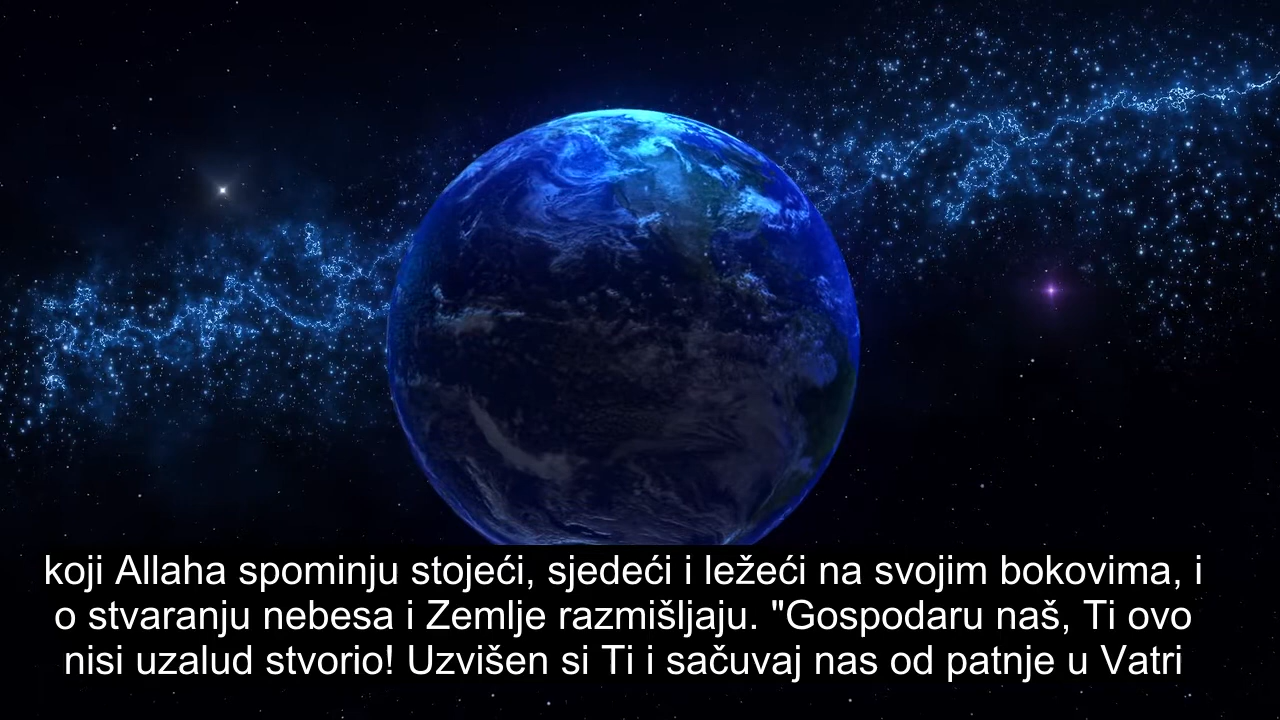 koji Allaha spominju stojeći, sjedeći i ležeći na svojim bokovima, i
o stvaranju nebesa i Zemlje razmišljaju. "Gospodaru naš, Ti ovo
nisi uzalud stvorio! Uzvišen si Ti i sačuvaj nas od patnje u Vatri